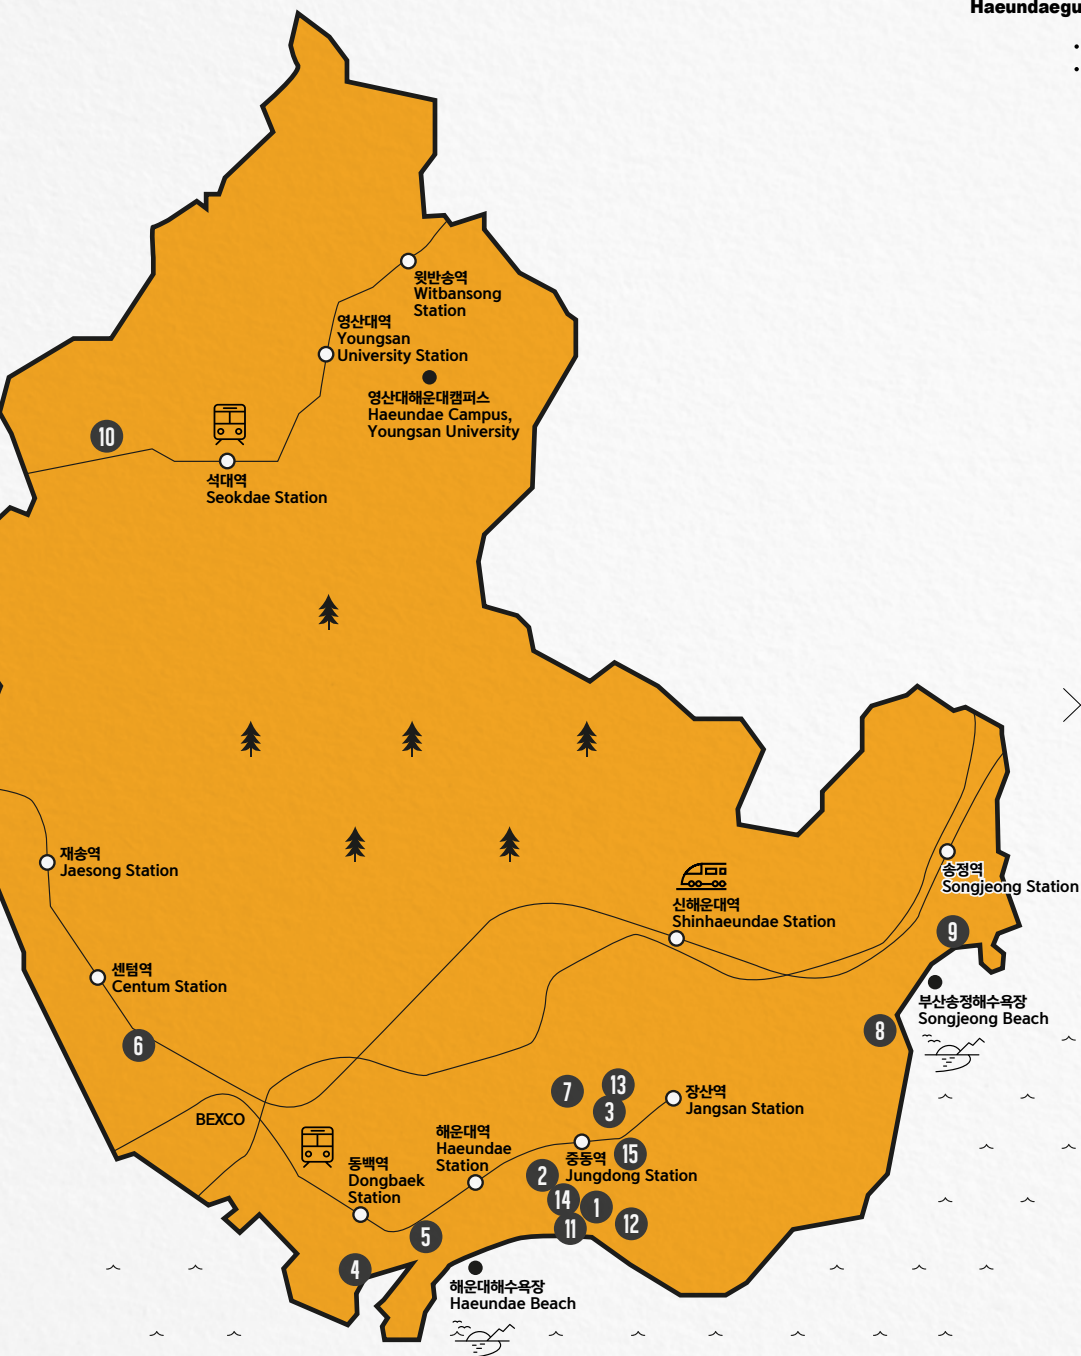 Haeundaegu
윗반송역
Witbansong
Station
영산대역
Youngsan
University Station
영산대해운대캠퍼스
Haeundae Campus,
Youngsan University
10
석대역
Seokdae Station
재송역
Jaesong Station
신해운대역
Shinhaeundae Station
송정역
Songjeong Station
9
센텀역
Centum Station
부산송정해수욕장
Songjeong Beach
6
8
7
13
3
장산역
Jangsan Station
BEXCO
해운대역
Haeundae
Station
동백역
Dongbaek
Station
중동역
Jungdong Station
15
2
14
1
11
12
5
4
해운대해수욕장
Haeundae Beach